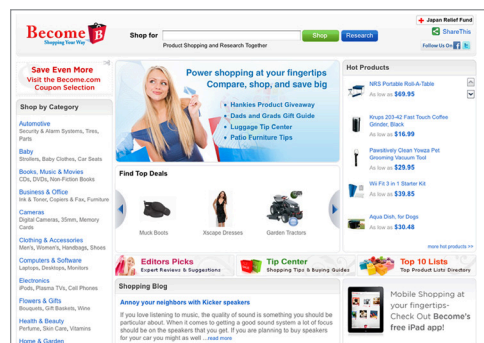 Japan Relief Fund
Become B
Shopping Your Way
Shop for
Shop
Research
ShareThis
Product Shopping and Research Together
Follow Us On
Save Even More
Visit the Become.com
Coupon Selection
Shop by Category
Automotive
Security & Alarm Systems, Tires,
Parts
Baby
Strollers, Baby Clothes, Car Seats
Books, Music & Movies
CDs, DVDs, Non-Fiction Books
Business & Office
Ink & Toner, Copiers & Fax, Furniture
Cameras
Digital Cameras, 35mm, Memory
Cards
Clothing & Accessories
Men's, Women's, Handbags, Shoes
Computers & Software
Laptops, Desktops, Monitors
Electronics
iPods, Plasma TVs, Cell Phones
Flowers & Gifts
Bouquets, Gift Baskets, Wine
Health & Beauty
Perfume, Skin Care, Vitamins
Home & Garden
Power shopping at your fingertips
Compare, shop, and save big
• Hankies Product Giveaway
• Dads and Grads Gift Guide
• Luggage Tip Center
• Patio Furniture Tips
Find Top Deals
Muck Boots
Xscape Dresses
Garden Tractors
Hot Products
NRS Portable Roll-A-Table
As low as $69.95
Krups 203-42 Fast Touch Coffee
Grinder, Black
As low as $16.99
Pawsitively Clean Yowza Pet
Grooming Vacuum Tool
As low as $29.95
Wii Fit 3 in 1 Starter Kit
As low as $39.85
Aqua Dish, for Dogs
As low as $30.48
more hot products >>
Editors Picks
Expert Reviews & Suggestions
Tip Center
Shopping Tips & Buying Guides
Top 10 Lists
Top Product Lists Directory
Shopping Blog
Annoy your neighbors with Kicker speakers
If you love listening to music, the quality of sound is something you should be
particular about. When it comes to getting a good sound system a lot of focus
should be on the speakers that you get. If you are planning to buy speakers
for your car you might as well ...read more
Mobile Shopping at
your fingertips-
Check Out Become's
free iPad app!